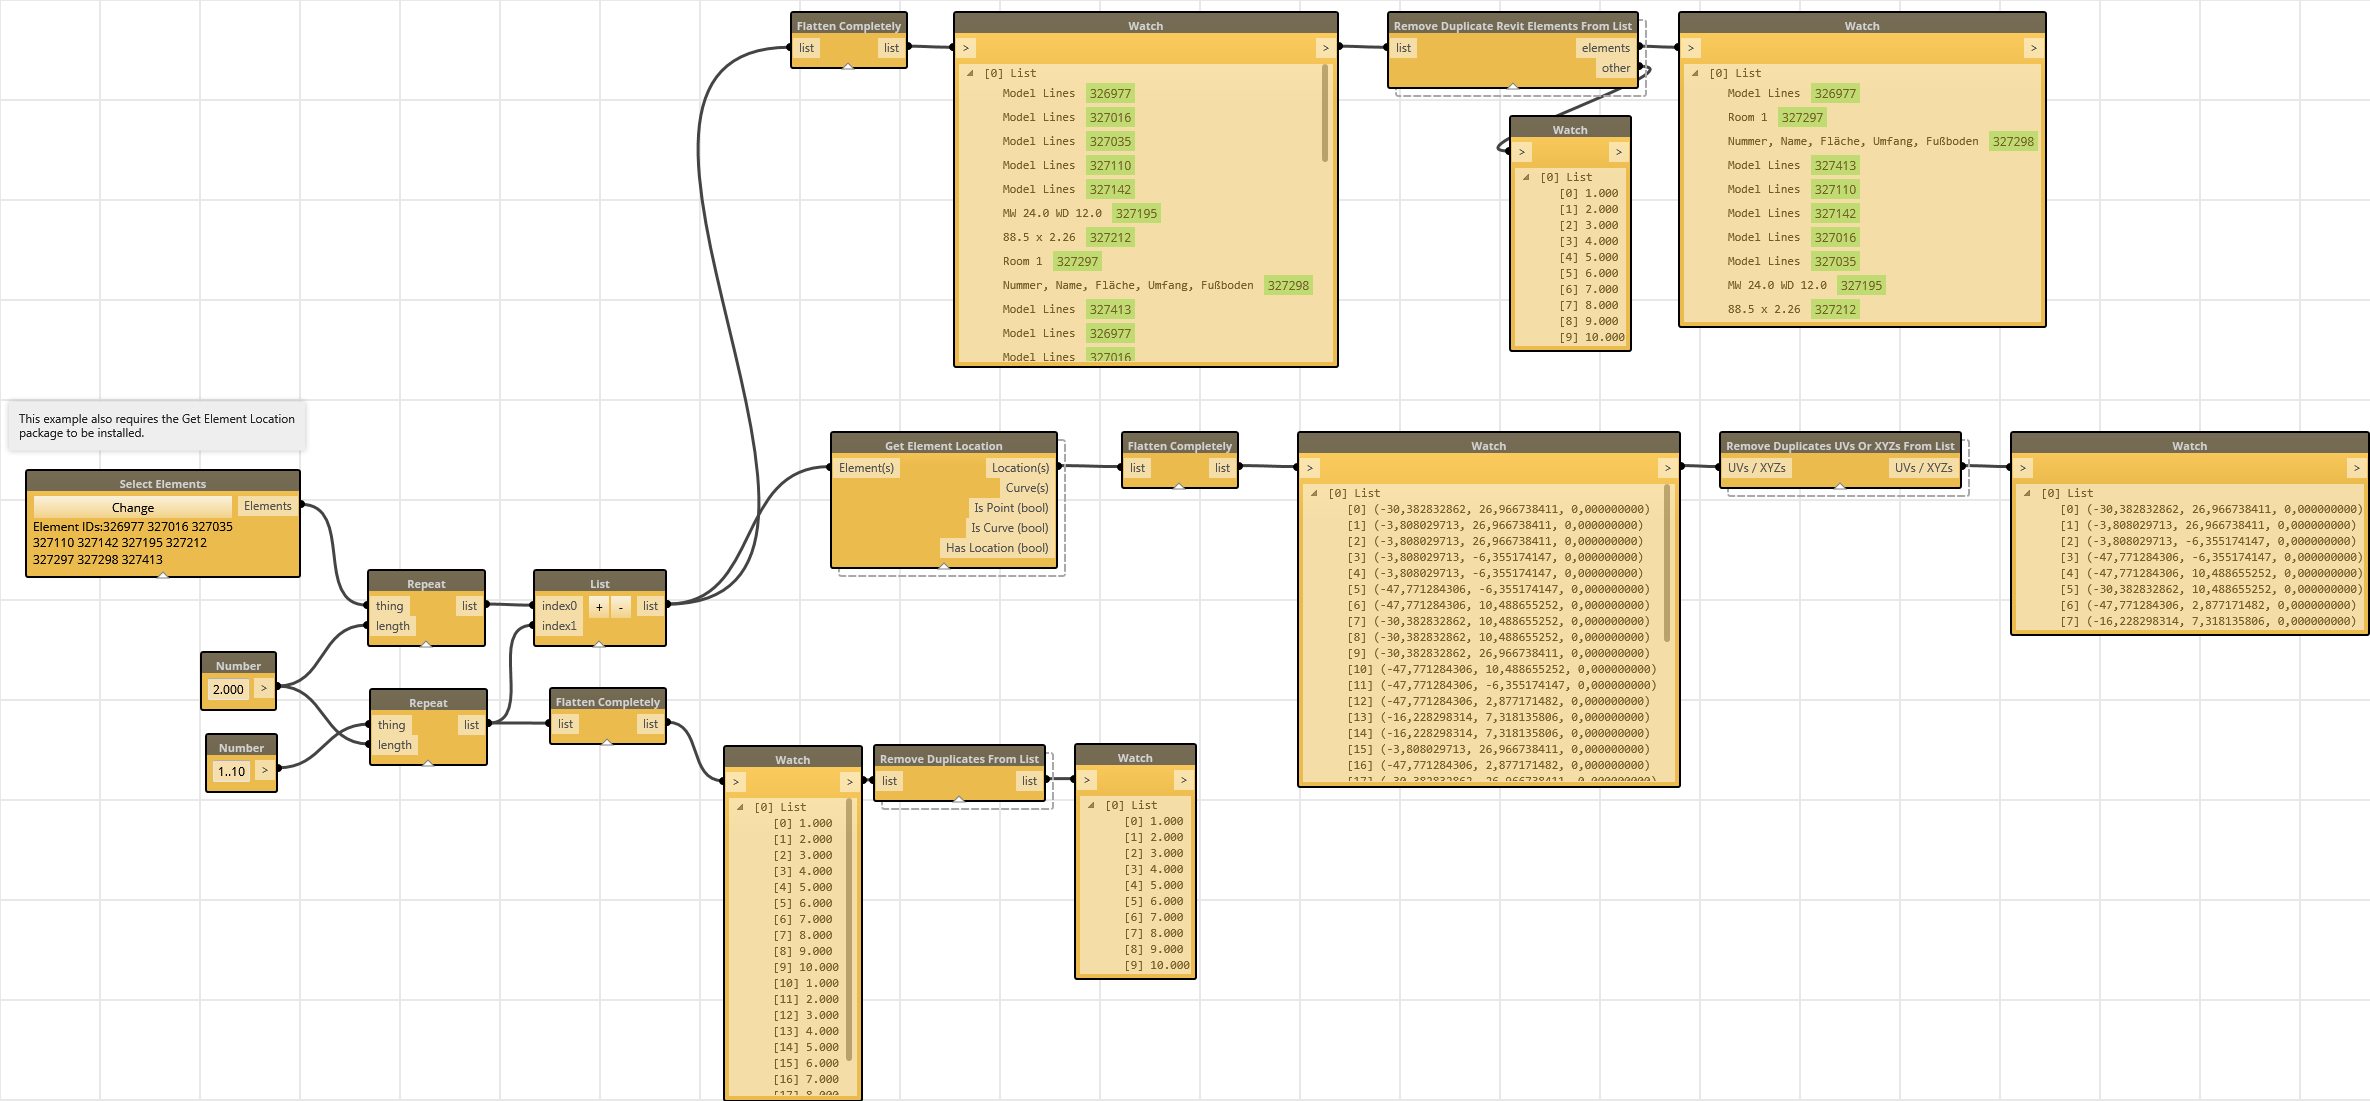 Flatten Completely
list list
Watch
> >
[0] List
Model Lines 326977
Model Lines 327016
Model Lines 327035
Model Lines 327110
Model Lines 327142
MW 24.0 WD 12.0 327195
88.5 x 2.26 327212
Room 1 327297
Nummer, Name, Fläche, Umfang, Fußboden 327298
Model Lines 327413
Model Lines 326977
Model Lines 327016
Remove Duplicate Revit Elements From List
list elements
other
Watch
> >
[0] List
[0] 1.000
[1] 2.000
[2] 3.000
[3] 4.000
[4] 5.000
[5] 6.000
[6] 7.000
[7] 8.000
[8] 9.000
[9] 10.000
Watch
> >
[0] List
Model Lines 326977
Room 1 327297
Nummer, Name, Fläche, Umfang, Fußboden 327298
Model Lines 327413
Model Lines 327110
Model Lines 327142
Model Lines 327016
Model Lines 327035
MW 24.0 WD 12.0 327195
88.5 x 2.26 327212
This example also requires the Get Element Location
package to be installed.
Select Elements
Change Elements
Element IDs:326977 327016 327035
327110 327142 327195 327212
327297 327298 327413
Repeat
thing list
length
List
index0 + - list
index1
Number
2.000 >
Number
1..10 >
Repeat
thing list
length
Flatten Completely
list list
Watch
> >
[0] List
[0] 1.000
[1] 2.000
[2] 3.000
[3] 4.000
[4] 5.000
[5] 6.000
[6] 7.000
[7] 8.000
[8] 9.000
[9] 10.000
[10] 1.000
[11] 2.000
[12] 3.000
[13] 4.000
[14] 5.000
[15] 6.000
[16] 7.000
[17] 8.000
Remove Duplicates From List
list list
Watch
> >
[0] List
[0] 1.000
[1] 2.000
[2] 3.000
[3] 4.000
[4] 5.000
[5] 6.000
[6] 7.000
[7] 8.000
[8] 9.000
[9] 10.000
Get Element Location
Element(s) Location(s)
Curve(s)
Is Point (bool)
Is Curve (bool)
Has Location (bool)
Flatten Completely
list list
Watch
> >
[0] List
[0] (-30,382832862, 26,966738411, 0,000000000)
[1] (-3,808029713, 26,966738411, 0,000000000)
[2] (-3,808029713, 26,966738411, 0,000000000)
[3] (-3,808029713, -6,355174147, 0,000000000)
[4] (-3,808029713, -6,355174147, 0,000000000)
[5] (-47,771284306, -6,355174147, 0,000000000)
[6] (-47,771284306, 10,488655252, 0,000000000)
[7] (-30,382832862, 10,488655252, 0,000000000)
[8] (-30,382832862, 10,488655252, 0,000000000)
[9] (-30,382832862, 26,966738411, 0,000000000)
[10] (-47,771284306, 10,488655252, 0,000000000)
[11] (-47,771284306, -6,355174147, 0,000000000)
[12] (-47,771284306, 2,877171482, 0,000000000)
[13] (-16,228298314, 7,318135806, 0,000000000)
[14] (-16,228298314, 7,318135806, 0,000000000)
[15] (-3,808029713, 26,966738411, 0,000000000)
[16] (-47,771284306, 2,877171482, 0,000000000)
[17] (-30,382832862, 26,966738411, 0,000000000)
Remove Duplicates UVs Or XYZs From List
UVs / XYZs UVs / XYZs
Watch
> >
[0] List
[0] (-30,382832862, 26,966738411, 0,000000000)
[1] (-3,808029713, 26,966738411, 0,000000000)
[2] (-3,808029713, -6,355174147, 0,000000000)
[3] (-47,771284306, -6,355174147, 0,000000000)
[4] (-47,771284306, 10,488655252, 0,000000000)
[5] (-30,382832862, 10,488655252, 0,000000000)
[6] (-47,771284306, 2,877171482, 0,000000000)
[7] (-16,228298314, 7,318135806, 0,000000000)